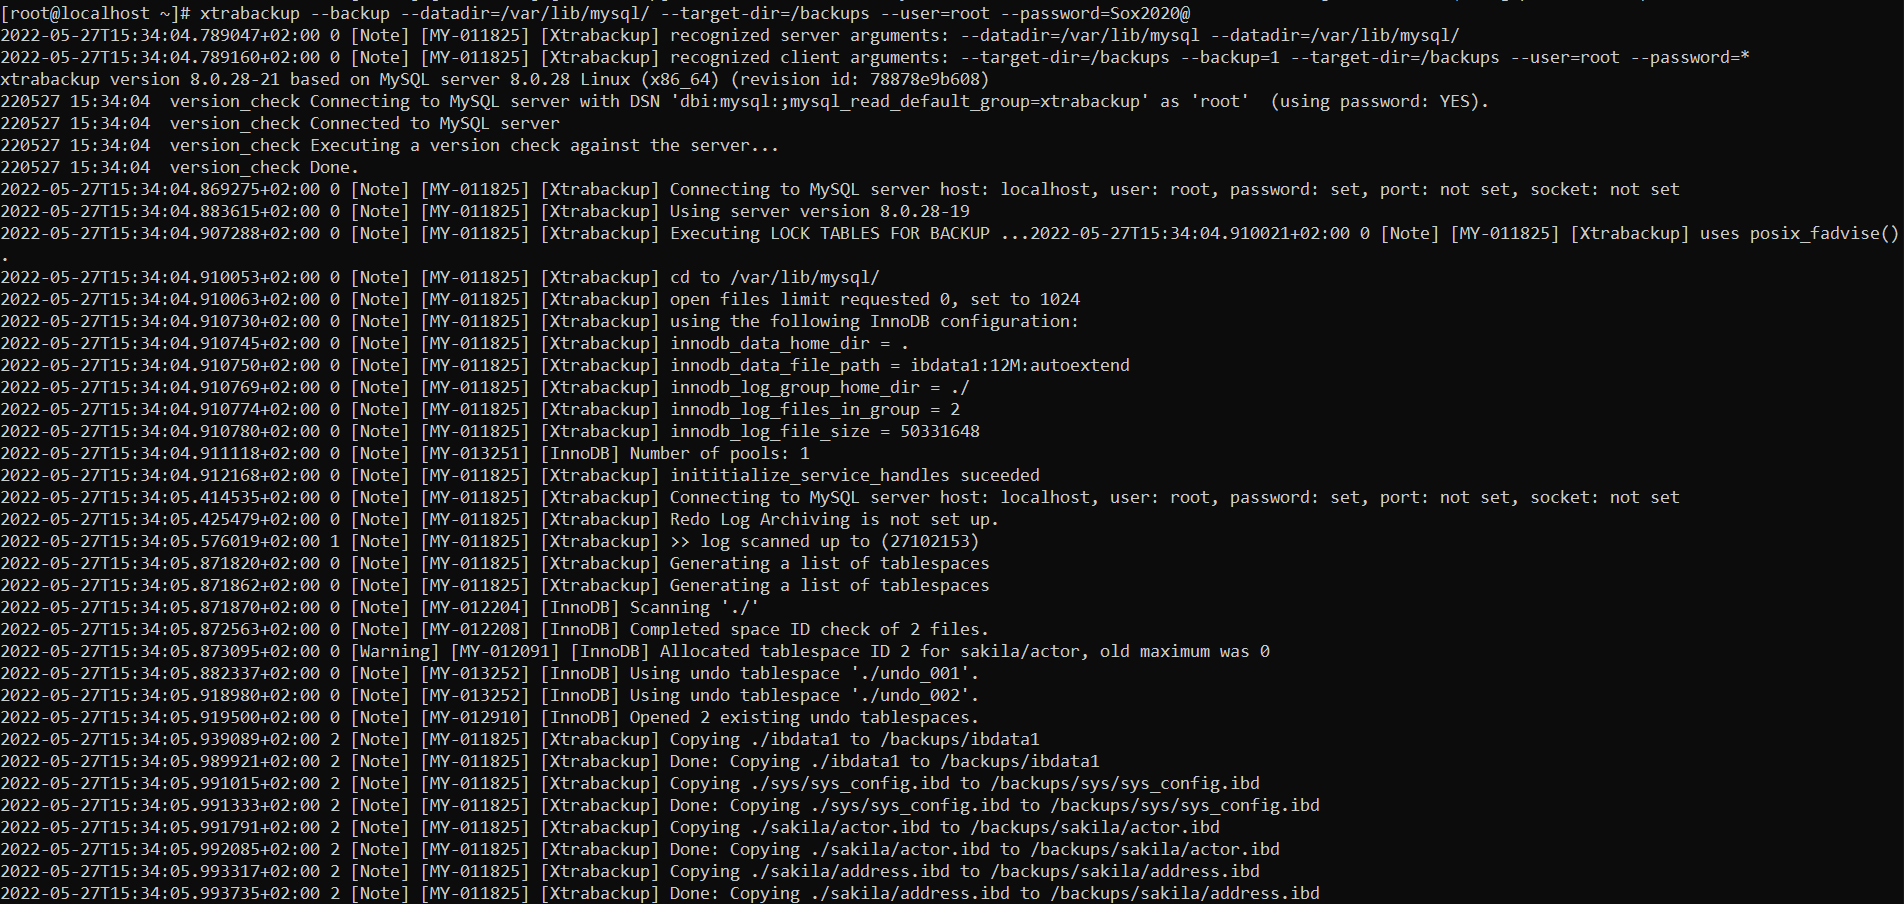 [root@localhost ~]# xtrabackup --backup --datadir=/var/lib/mysql/ --target-dir=/backups --user=root --password=Sox2020@
2022-05-27T15:34:04.789047+02:00 0 [Note] [MY-011825] [Xtrabackup] recognized server arguments: --datadir=/var/lib/mysql --datadir=/var/lib/mysql/
2022-05-27T15:34:04.789160+02:00 0 [Note] [MY-011825] [Xtrabackup] recognized client arguments: --target-dir=/backups --backup=1 --target-dir=/backups --user=root --password=*
xtrabackup version 8.0.28-21 based on MySQL server 8.0.28 Linux (x86_64) (revision id: 78878e9b608)
220527 15:34:04  version_check Connecting to MySQL server with DSN 'dbi:mysql:;mysql_read_default_group=xtrabackup' as 'root'  (using password: YES).
220527 15:34:04  version_check Connected to MySQL server
220527 15:34:04  version_check Executing a version check against the server...
220527 15:34:04  version_check Done.
2022-05-27T15:34:04.869275+02:00 0 [Note] [MY-011825] [Xtrabackup] Connecting to MySQL server host: localhost, user: root, password: set, port: not set, socket: not set
2022-05-27T15:34:04.883615+02:00 0 [Note] [MY-011825] [Xtrabackup] Using server version 8.0.28-19
2022-05-27T15:34:04.907288+02:00 0 [Note] [MY-011825] [Xtrabackup] Executing LOCK TABLES FOR BACKUP ...2022-05-27T15:34:04.910021+02:00 0 [Note] [MY-011825] [Xtrabackup] uses posix_fadvise()
.
2022-05-27T15:34:04.910053+02:00 0 [Note] [MY-011825] [Xtrabackup] cd to /var/lib/mysql/
2022-05-27T15:34:04.910063+02:00 0 [Note] [MY-011825] [Xtrabackup] open files limit requested 0, set to 1024
2022-05-27T15:34:04.910730+02:00 0 [Note] [MY-011825] [Xtrabackup] using the following InnoDB configuration:
2022-05-27T15:34:04.910745+02:00 0 [Note] [MY-011825] [Xtrabackup] innodb_data_home_dir = .
2022-05-27T15:34:04.910750+02:00 0 [Note] [MY-011825] [Xtrabackup] innodb_data_file_path = ibdata1:12M:autoextend
2022-05-27T15:34:04.910769+02:00 0 [Note] [MY-011825] [Xtrabackup] innodb_log_group_home_dir = ./
2022-05-27T15:34:04.910774+02:00 0 [Note] [MY-011825] [Xtrabackup] innodb_log_files_in_group = 2
2022-05-27T15:34:04.910780+02:00 0 [Note] [MY-011825] [Xtrabackup] innodb_log_file_size = 50331648
2022-05-27T15:34:04.911118+02:00 0 [Note] [MY-013251] [InnoDB] Number of pools: 1
2022-05-27T15:34:04.912168+02:00 0 [Note] [MY-011825] [Xtrabackup] inititialize_service_handles suceeded
2022-05-27T15:34:05.414535+02:00 0 [Note] [MY-011825] [Xtrabackup] Connecting to MySQL server host: localhost, user: root, password: set, port: not set, socket: not set
2022-05-27T15:34:05.425479+02:00 0 [Note] [MY-011825] [Xtrabackup] Redo Log Archiving is not set up.
2022-05-27T15:34:05.576019+02:00 1 [Note] [MY-011825] [Xtrabackup] >> log scanned up to (27102153)
2022-05-27T15:34:05.871820+02:00 0 [Note] [MY-011825] [Xtrabackup] Generating a list of tablespaces
2022-05-27T15:34:05.871862+02:00 0 [Note] [MY-011825] [Xtrabackup] Generating a list of tablespaces
2022-05-27T15:34:05.871870+02:00 0 [Note] [MY-012204] [InnoDB] Scanning './'
2022-05-27T15:34:05.872563+02:00 0 [Note] [MY-012208] [InnoDB] Completed space ID check of 2 files.
2022-05-27T15:34:05.873095+02:00 0 [Warning] [MY-012091] [InnoDB] Allocated tablespace ID 2 for sakila/actor, old maximum was 0
2022-05-27T15:34:05.882337+02:00 0 [Note] [MY-013252] [InnoDB] Using undo tablespace './undo_001'.
2022-05-27T15:34:05.918980+02:00 0 [Note] [MY-013252] [InnoDB] Using undo tablespace './undo_002'.
2022-05-27T15:34:05.919500+02:00 0 [Note] [MY-012910] [InnoDB] Opened 2 existing undo tablespaces.
2022-05-27T15:34:05.939089+02:00 2 [Note] [MY-011825] [Xtrabackup] Copying ./ibdata1 to /backups/ibdata1
2022-05-27T15:34:05.989921+02:00 2 [Note] [MY-011825] [Xtrabackup] Done: Copying ./ibdata1 to /backups/ibdata1
2022-05-27T15:34:05.991015+02:00 2 [Note] [MY-011825] [Xtrabackup] Copying ./sys/sys_config.ibd to /backups/sys/sys_config.ibd
2022-05-27T15:34:05.991333+02:00 2 [Note] [MY-011825] [Xtrabackup] Done: Copying ./sys/sys_config.ibd to /backups/sys/sys_config.ibd
2022-05-27T15:34:05.991791+02:00 2 [Note] [MY-011825] [Xtrabackup] Copying ./sakila/actor.ibd to /backups/sakila/actor.ibd
2022-05-27T15:34:05.992085+02:00 2 [Note] [MY-011825] [Xtrabackup] Done: Copying ./sakila/actor.ibd to /backups/sakila/actor.ibd
2022-05-27T15:34:05.993317+02:00 2 [Note] [MY-011825] [Xtrabackup] Copying ./sakila/address.ibd to /backups/sakila/address.ibd
2022-05-27T15:34:05.993735+02:00 2 [Note] [MY-011825] [Xtrabackup] Done: Copying ./sakila/address.ibd to /backups/sakila/address.ibd